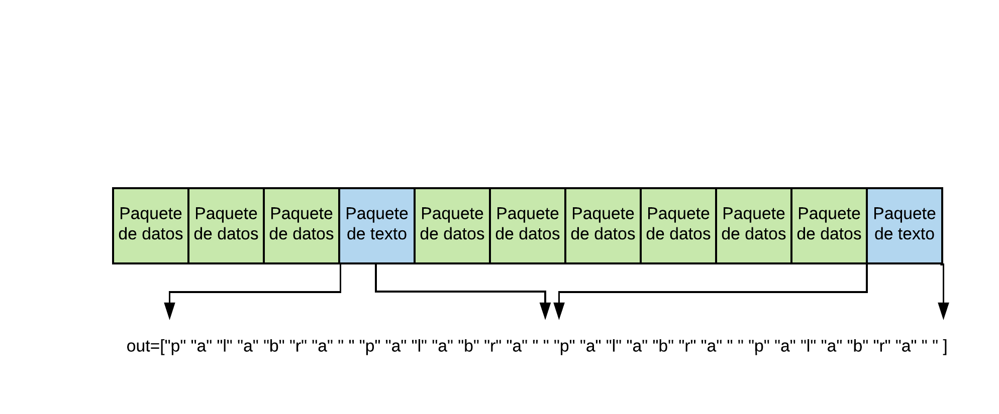 Paquete
de datos
Paquete
de datos
Paquete
de datos
Paquete
de texto
Paquete
de datos
Paquete
de datos
Paquete
de datos
Paquete
de datos
Paquete
de datos
Paquete
de datos
Paquete
de texto
out=["p" "a" "l" "a" "b" "r" "a" " " "p" "a" "l" "a" "b" "r" "a" " " "p" "a" "l" "a" "b" "r" "a" " " "p" "a" "l" "a" "b" "r" "a" " " ]